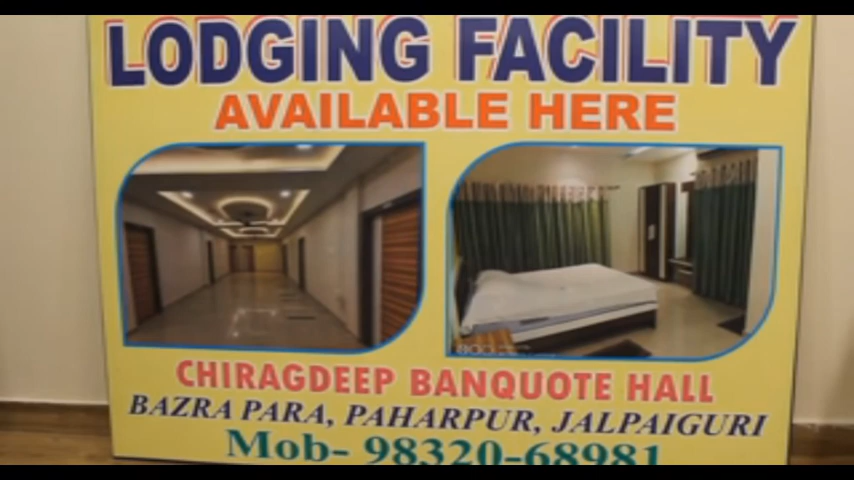 LODGING FACILITY
AVAILABLE HERE
CHIRAGDEEP BANQUOTE HALL
BAZRA PARA, PAHARPUR, JALPAIGURI
Mob- 98320-68981